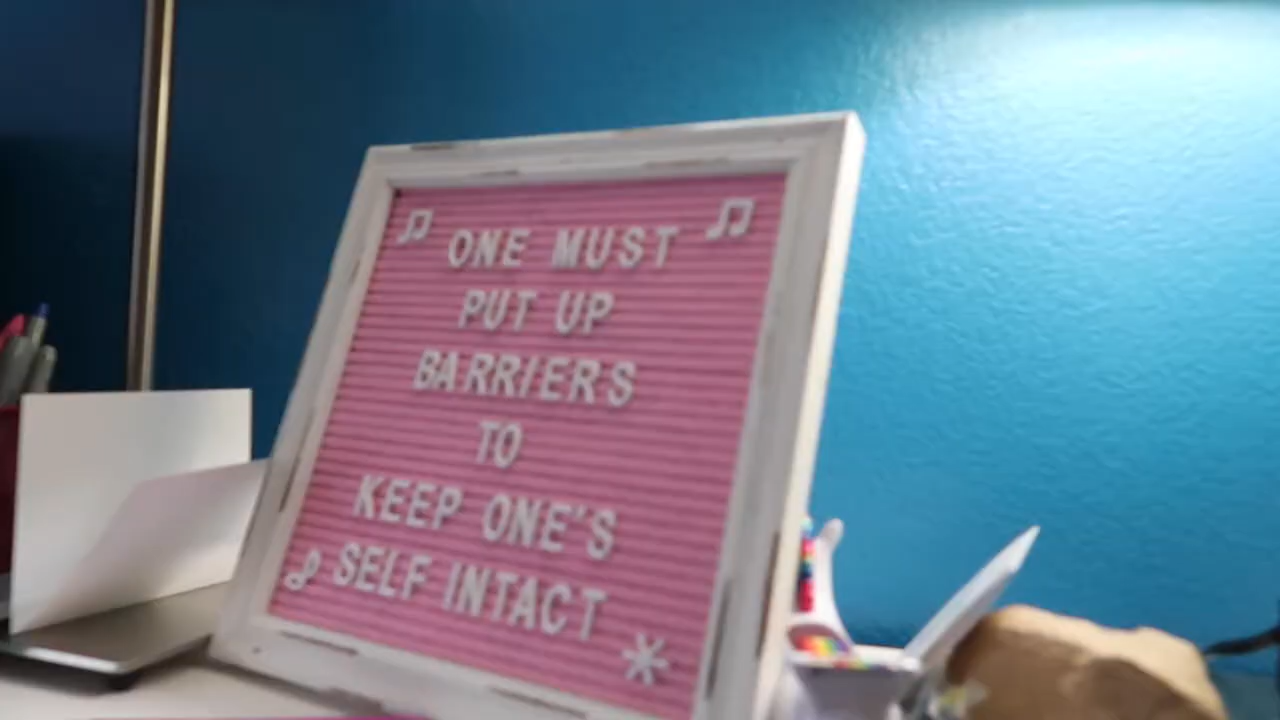 ONE MUST
PUT UP
BARRIERS
TO
KEEP ONE'S
SELF INTACT